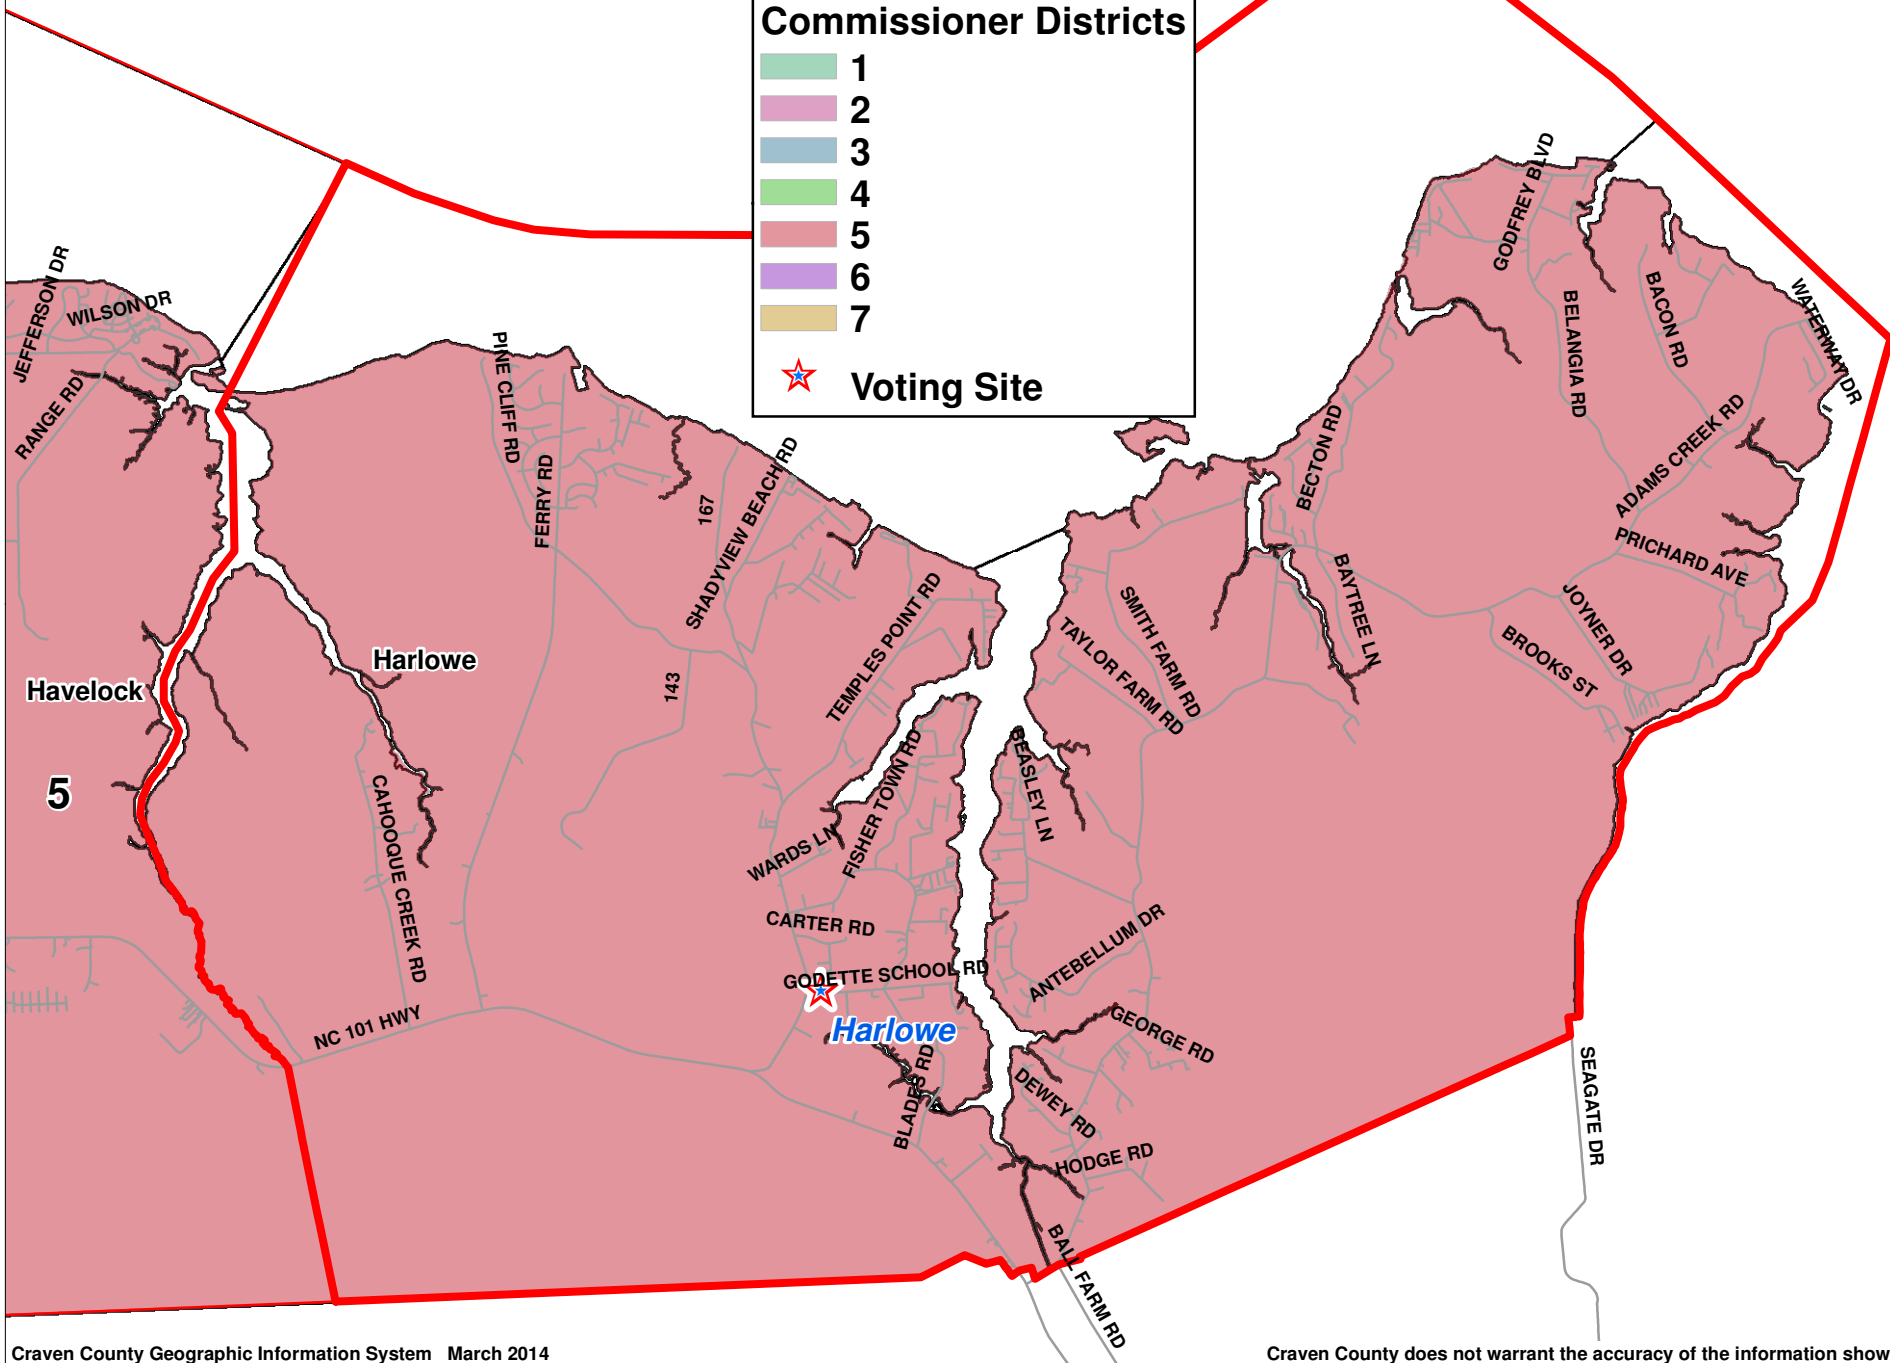 Commissioner Districts
1
2
3
4
5
6
7
Voting Site
JEFFERSON DR
WILSON DR
RANGE RD
PINE CLIFF RD
FERRY RD
167
SHADYVIEW BEACH RD
143
TEMPLES POINT RD
GODFREY BLVD
BELANGIA RD
BACON RD
WATERWAY DR
ADAMS CREEK RD
PRICHARD AVE
BECTON RD
BAYTREE LN
SMITH FARM RD
TAYLOR FARM RD
JOYNER DR
BROOKS ST
Harlowe
Havelock
5
CAHOOQUE CREEK RD
FISHER TOWN RD
WARDS LN
BEASLEY LN
CARTER RD
GODETTE SCHOOL RD
ANTEBELLUM DR
Harlowe
NC 101 HWY
BLADES RD
GEORGE RD
DEWEY RD
HODGE RD
SEAGATE DR
BALL FARM RD
Craven County Geographic Information System March 2014
Craven County does not warrant the accuracy of the information show